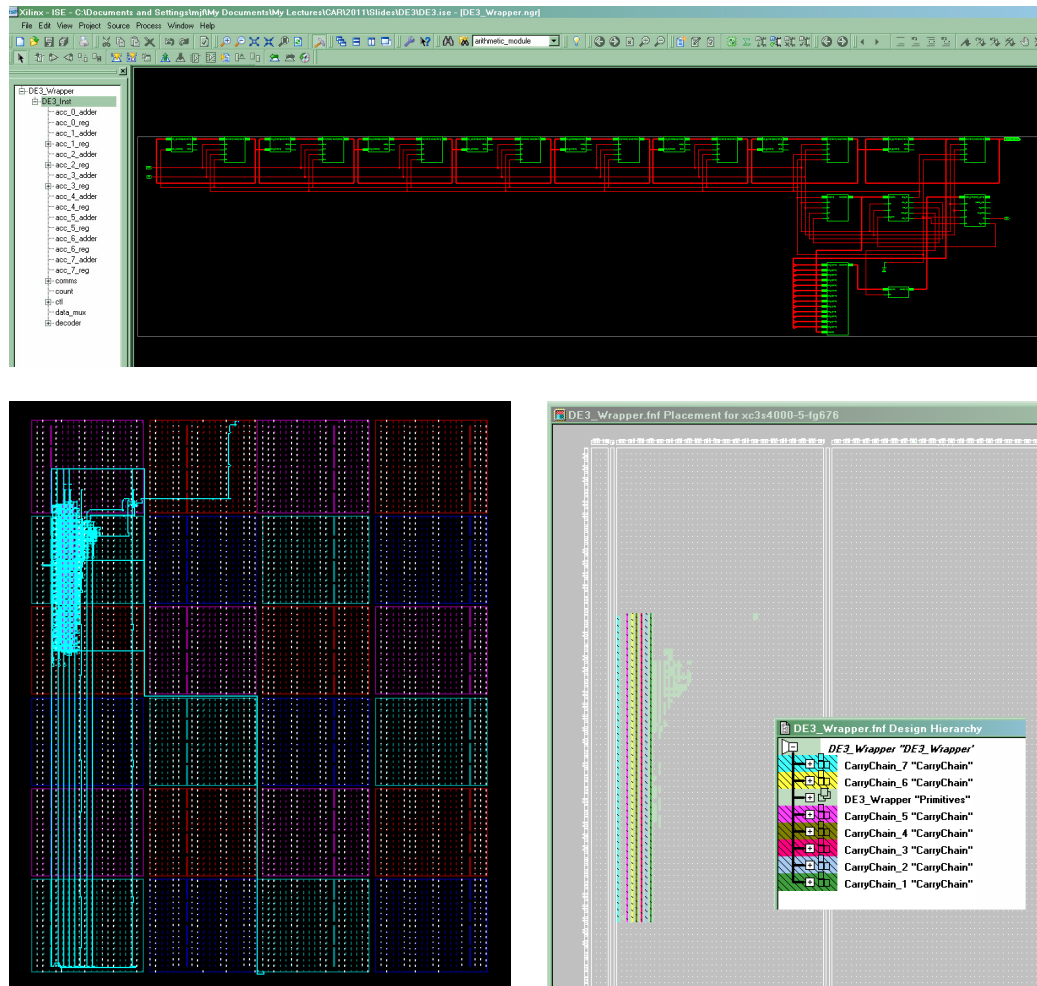 Xilinx - ISE - C:\Documents and Settings\mjf\My Documents\My Lectures\CAR\2011\Slides\DE3\DE3.ise - [DE3_Wrapper.ngr]
File Edit View Project Source Process Window Help
arithmetic_module
DE3_Wrapper
DE3_Inst
acc_0_adder
acc_0_reg
acc_1_adder
acc_1_reg
acc_2_adder
acc_2_reg
acc_3_adder
acc_3_reg
acc_4_adder
acc_4_reg
acc_5_adder
acc_5_reg
acc_6_adder
acc_6_reg
acc_7_adder
acc_7_reg
comms
count
ctl
data_mux
decoder
DE3_Wrapper.fnf Placement for xc3s4000-5-fg676
DE3_Wrapper.fnf Design Hierarchy
DE3_Wrapper "DE3_Wrapper'
CarryChain_7 "CarryChain"
CarryChain_6 "CarryChain"
DE3_Wrapper "Primitives"
CarryChain_5 "CarryChain"
CarryChain_4 "CarryChain"
CarryChain_3 "CarryChain"
CarryChain_2 "CarryChain"
CarryChain_1 "CarryChain"